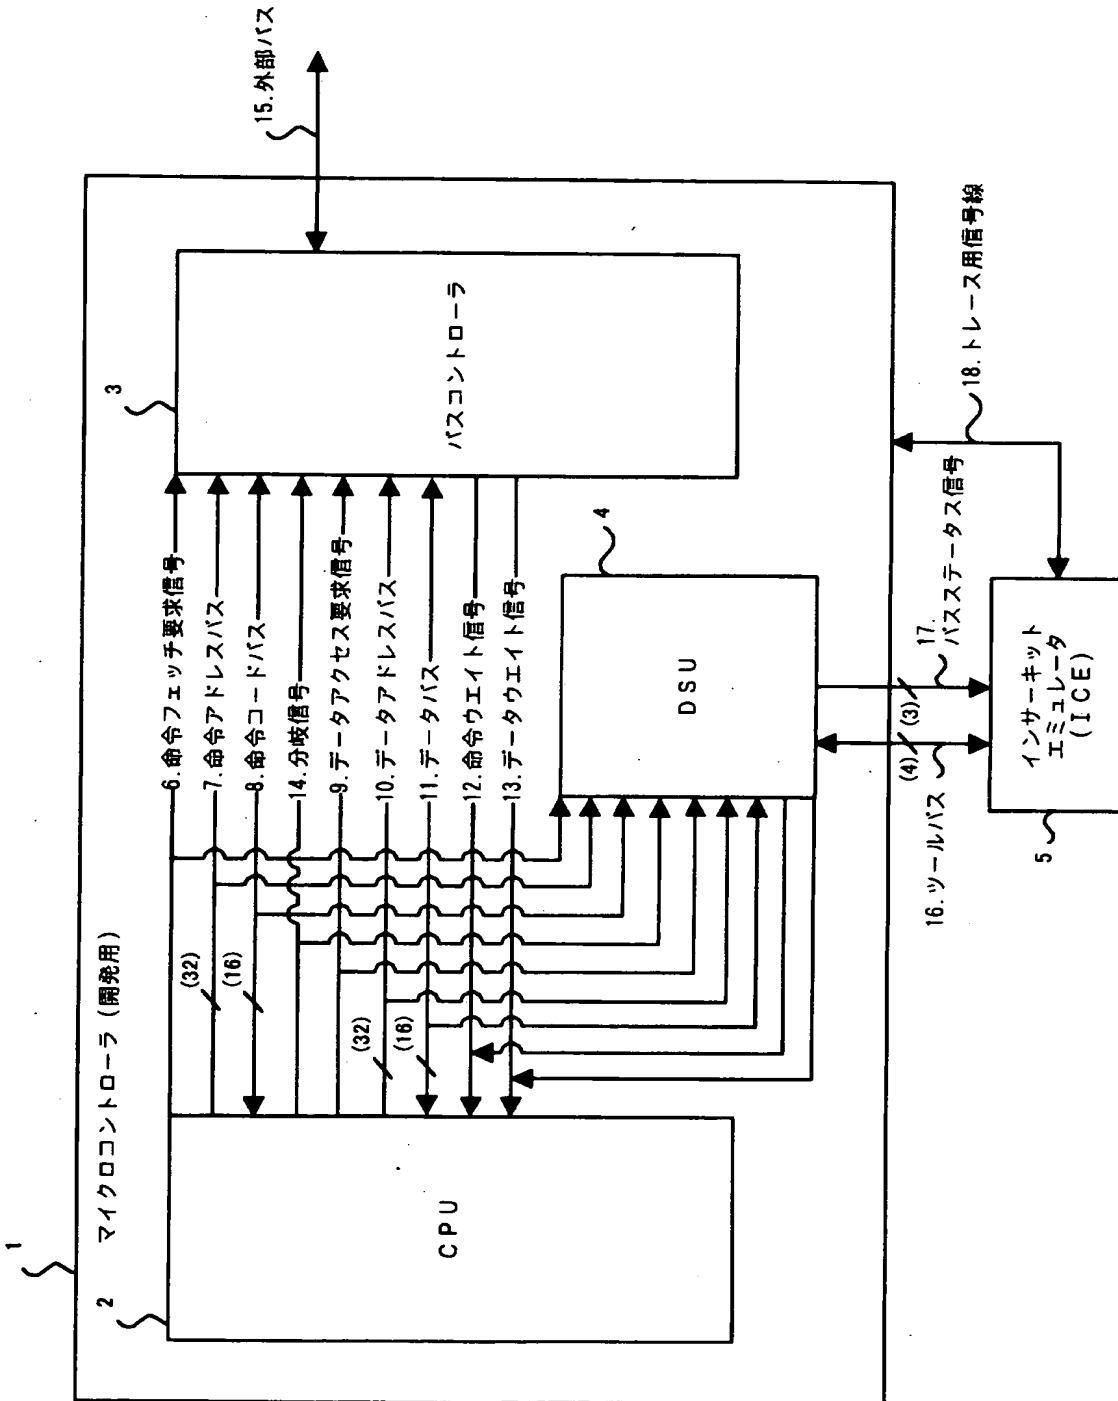 1
マイクロコントローラ(開発用)
2
CPU
(32)
(16)
(32)
(16)
6.命令フェッチ要求信号
7.命令アドレスバス
8.命令コードバス
14.分岐信号
9.データアクセス要求信号
10.データアドレスバス
11.データバス
12.命令ウエイト信号
13.データウエイト信号
3
バスコントローラ
15.外部バス
4
DSU
(4)
(3)
16.ツールバス
17.
バスステータス信号
18.トレース用信号線
5
インサーキット
エミュレータ
(ICE)